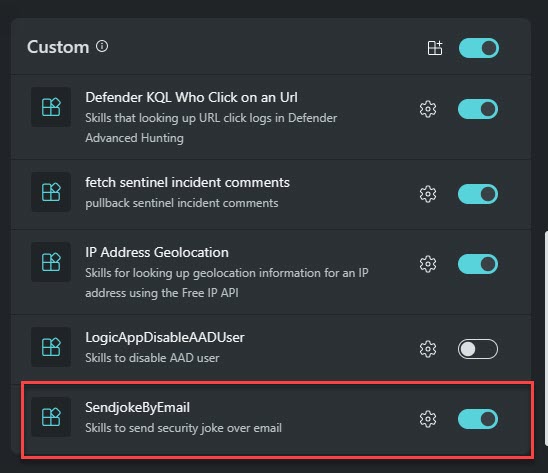 Custom
Defender KQL Who Click on an Url
Skills that looking up URL click logs in Defender
Advanced Hunting
fetch sentinel incident comments
pullback sentinel incident comments
IP Address Geolocation
Skills for looking up geolocation information for an IP
address using the Free IP API
LogicAppDisableAADUser
Skills to disable AAD user
SendjokeByEmail
Skills to send security joke over email